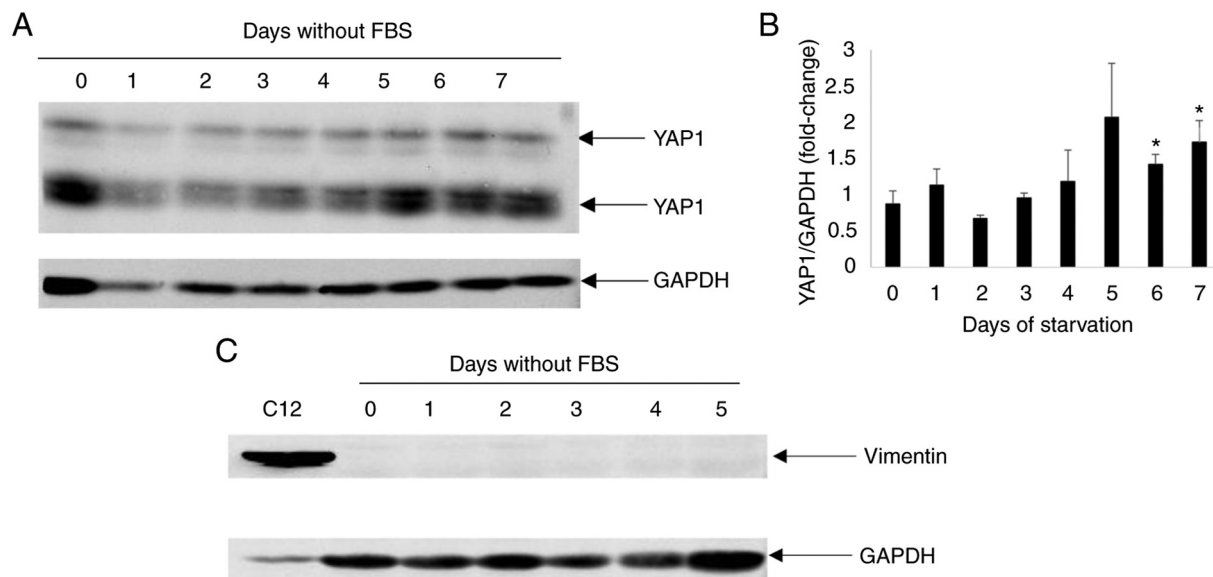 A
Days without FBS
0 1 2 3 4 5 6 7
YAP1
YAP1
GAPDH
B
YAP1/GAPDH (fold-change)
3
2.5
2
1.5
1
0.5
0
* *
0 1 2 3 4 5 6 7
Days of starvation
C
Days without FBS
C12 0 1 2 3 4 5
Vimentin
GAPDH